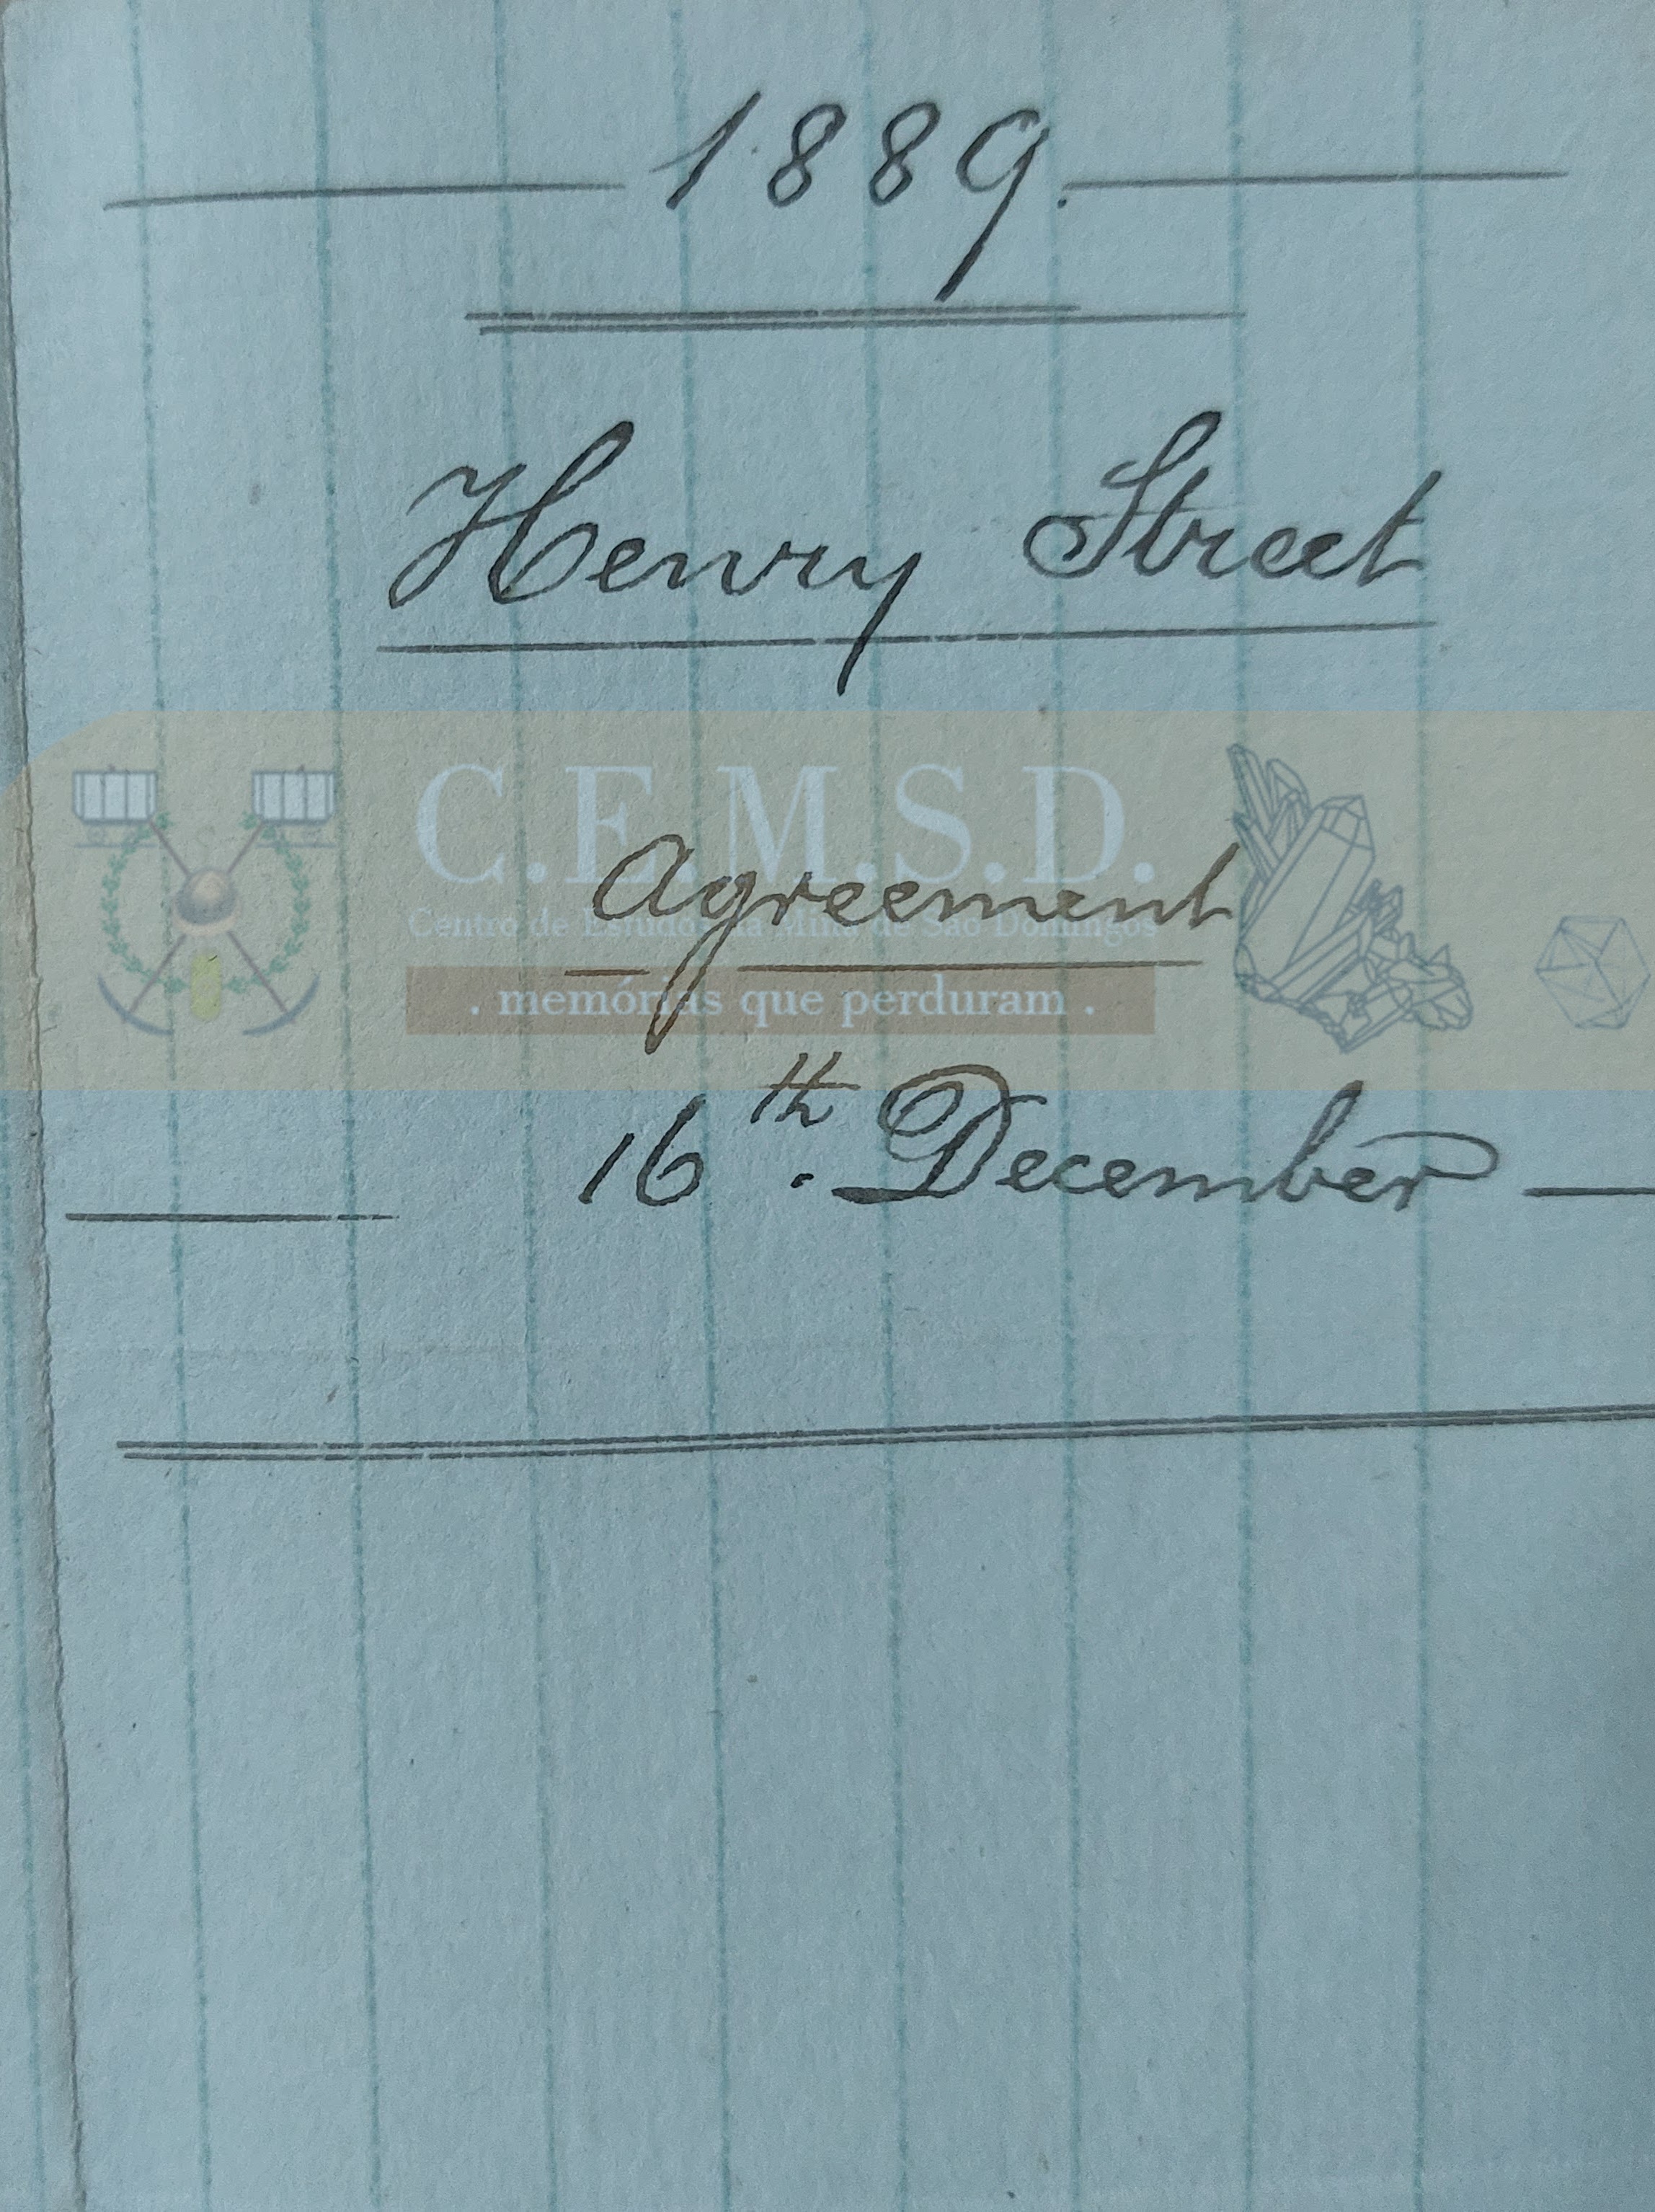 1889.
Henry Street
C.E.M.S.D.
Agreement
Centro de Estudos da Mina de São Domingos
. memórias que perduram .
16th. December